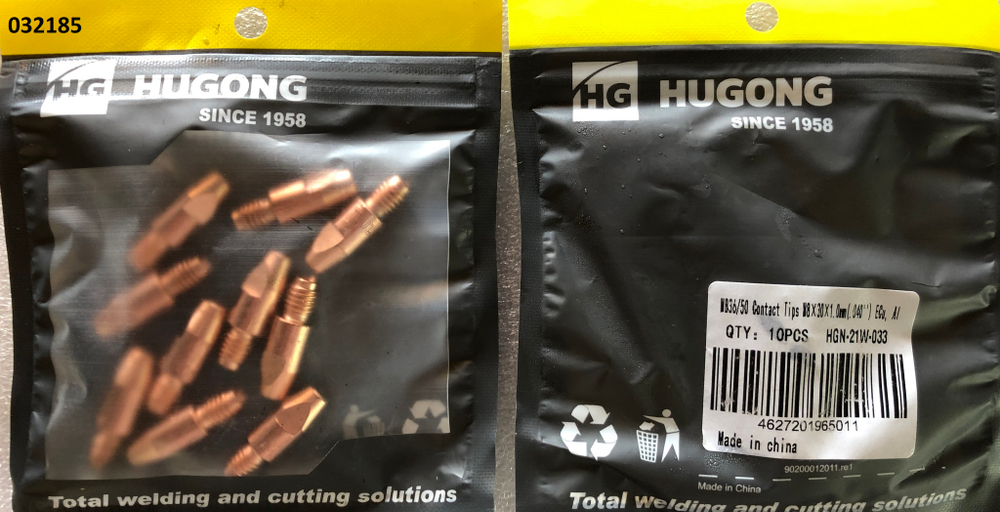 032185
HG HUGONG
SINCE 1958
Total welding and cutting solutions
HG HUGONG
SINCE 1958
MB36/50 Contact Tips M8X30X1.0mm(.040'') ECu, Al
QTY: 10PCS HGN-21W-033
4627201965011
Made in china
90200012011.re1
Made in China
Total welding and cutting solutions